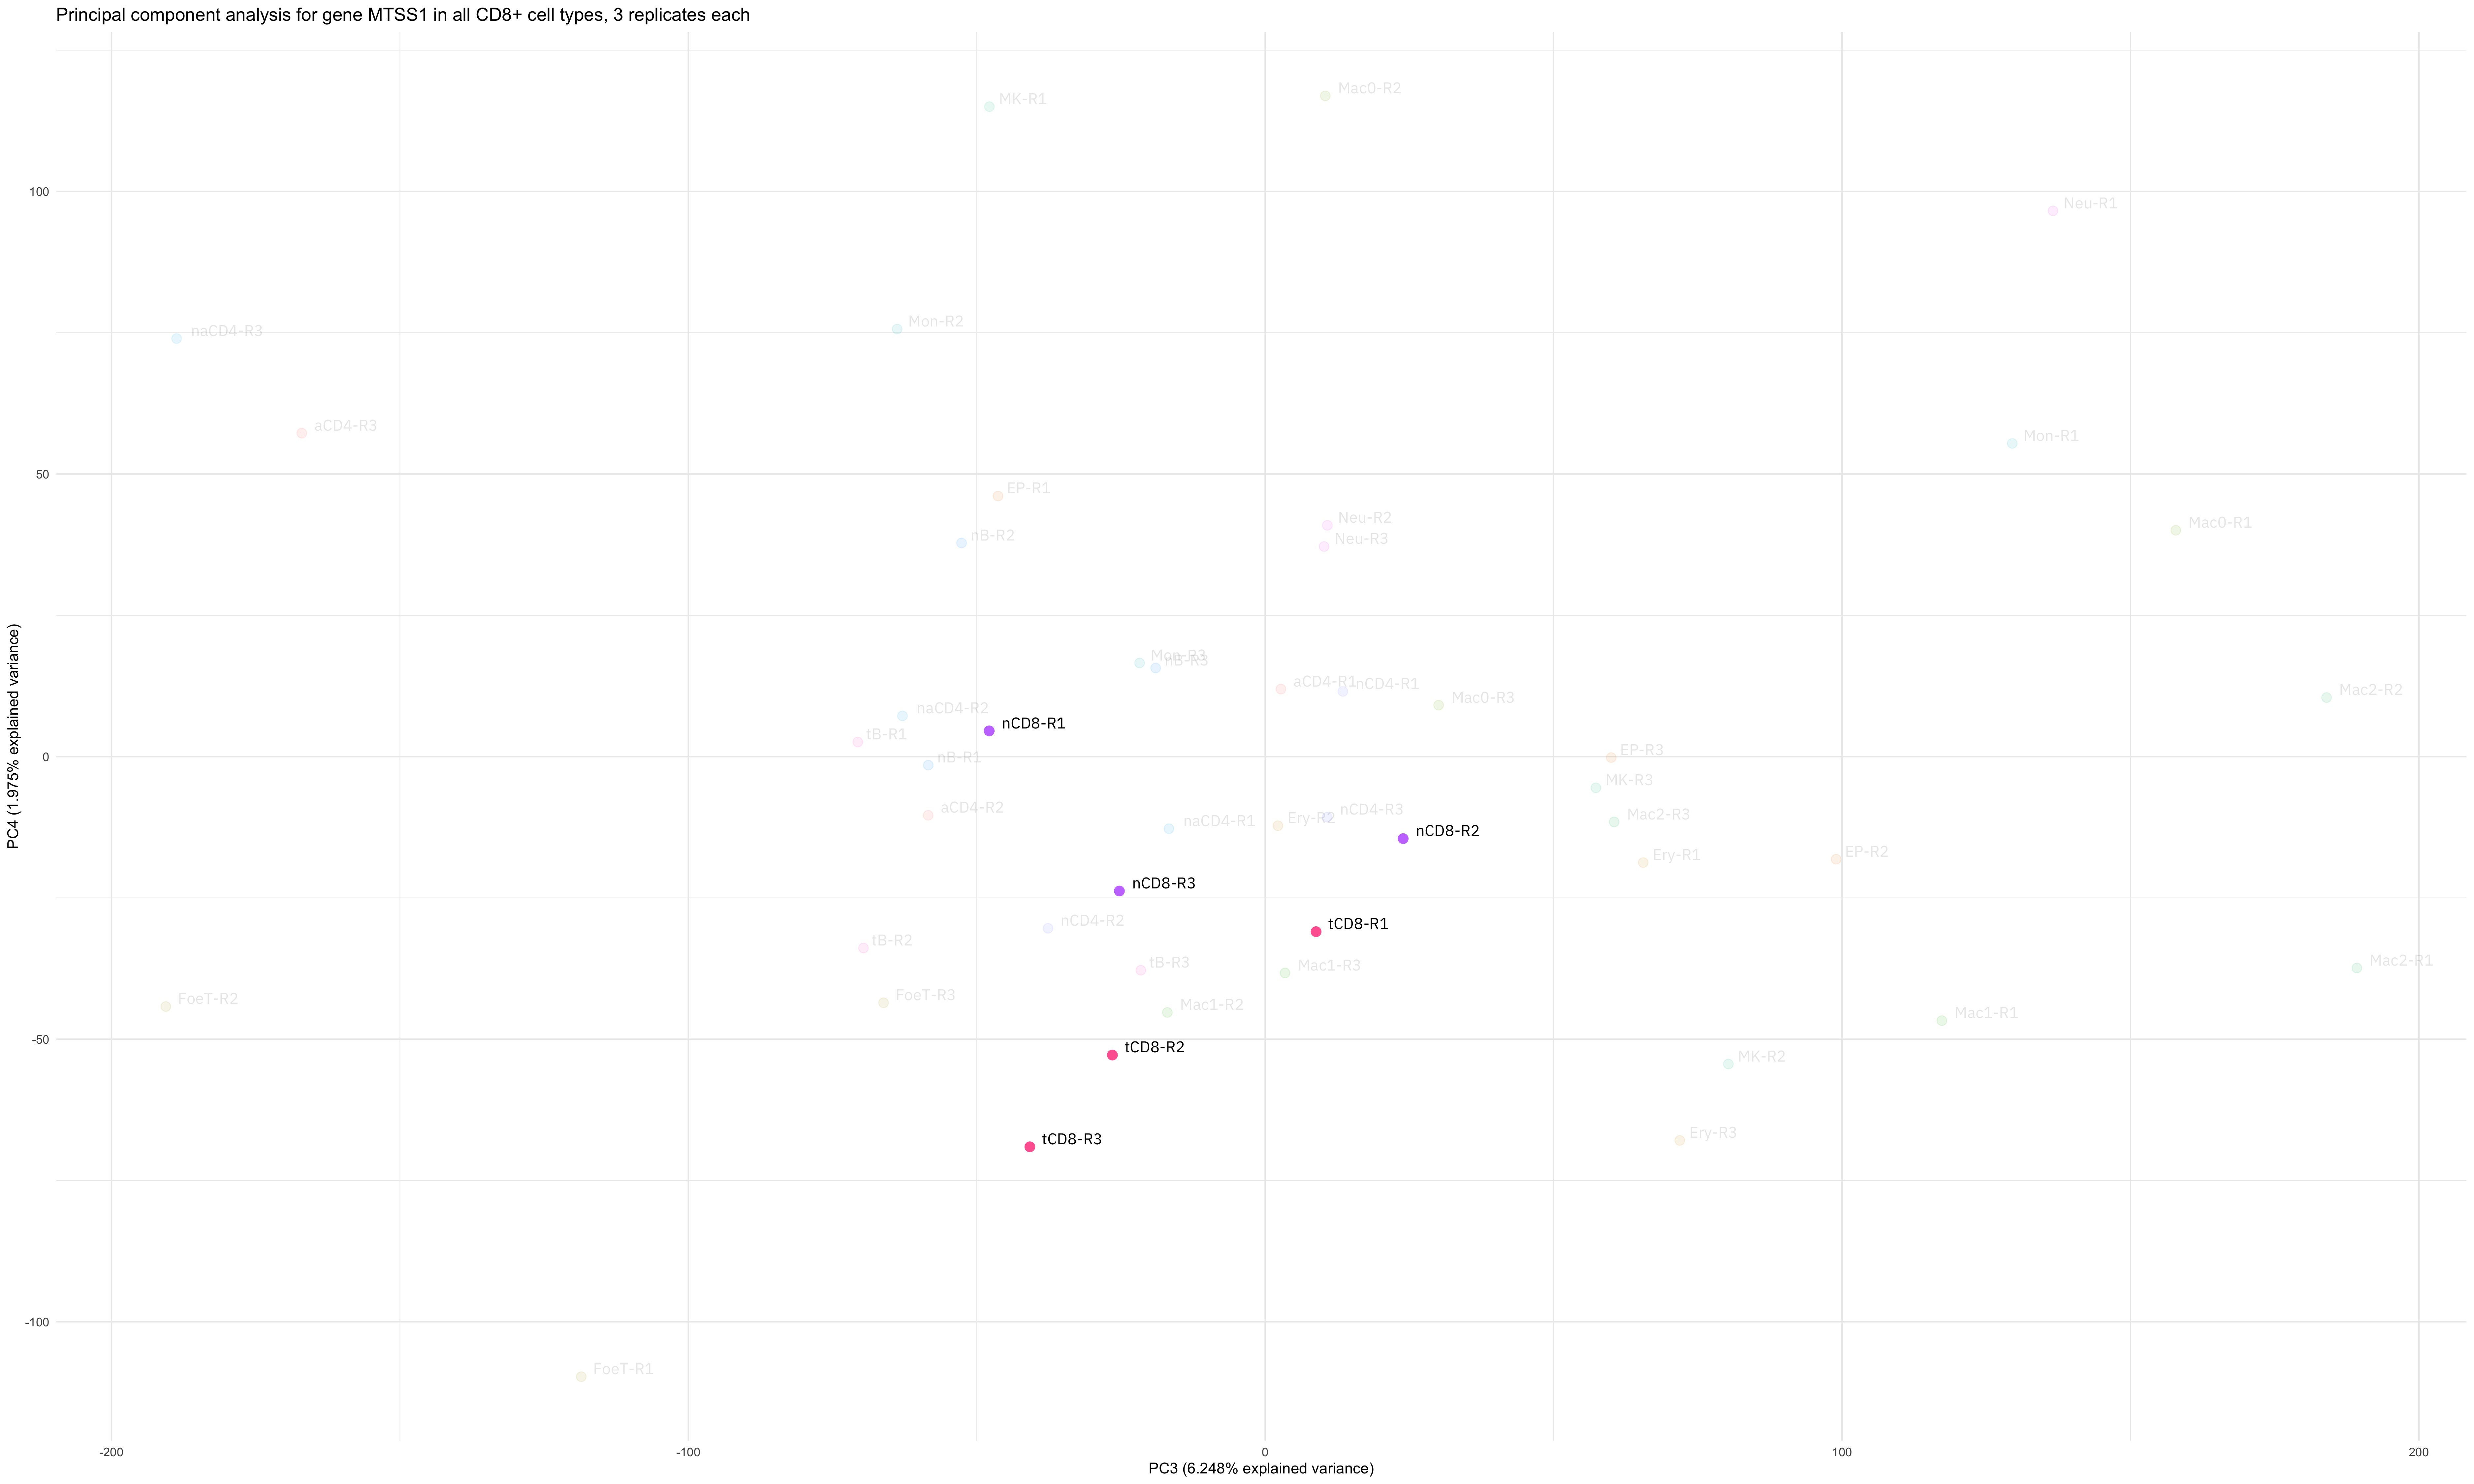 Principal component analysis for gene MTSS1 in all CD8+ cell types, 3 replicates each
Mac0-R2
MK-R1
100
Neu-R1
Mon-R2
naCD4-R3
aCD4-R3
Mon-R1
50
EP-R1
Neu-R2
Mac0-R1
nB-R2
Neu-R3
Mon-R3
nB-R3
aCD4-R1
nCD4-R1
Mac2-R2
Mac0-R3
naCD4-R2
nCD8-R1
tB-R1
EP-R3
0
nB-R1
MK-R3
aCD4-R2
nCD4-R3
Mac2-R3
Ery-R2
naCD4-R1
nCD8-R2
EP-R2
Ery-R1
nCD8-R3
nCD4-R2
tCD8-R1
tB-R2
Mac2-R1
tB-R3
Mac1-R3
FoeT-R3
FoeT-R2
Mac1-R2
Mac1-R1
-50
tCD8-R2
MK-R2
Ery-R3
tCD8-R3
-100
FoeT-R1
PC4 (1.975% explained variance)
-200
-100
0
100
200
PC3 (6.248% explained variance)